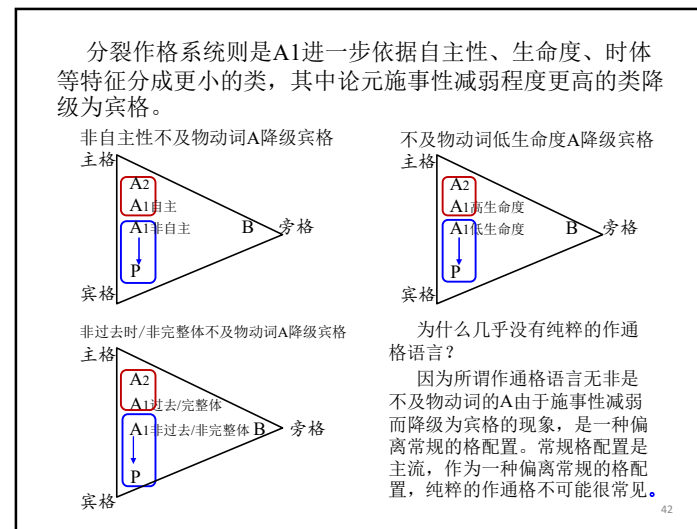 分裂作格系统则是A1进一步依据自主性、生命度、时体
等特征分成更小的类，其中论元施事性减弱程度更高的类降
级为宾格。
非自主性不及物动词A降级宾格
主格
A2
A1自主
A1非自主
B
旁格
P
宾格
不及物动词低生命度A降级宾格
主格
A2
A1高生命度
A1低生命度
B
旁格
P
宾格
非过去时/非完整体不及物动词A降级宾格
主格
A2
A1过去/完整体
A1非过去/非完整体
B
旁格
P
宾格
为什么几乎没有纯粹的作通
格语言？
因为所谓作通格语言无非是
不及物动词的A由于施事性减弱
而降级为宾格的现象，是一种偏
离常规的格配置。常规格配置是
主流，作为一种偏离常规的格配
置，纯粹的作通格不可能很常见。
42